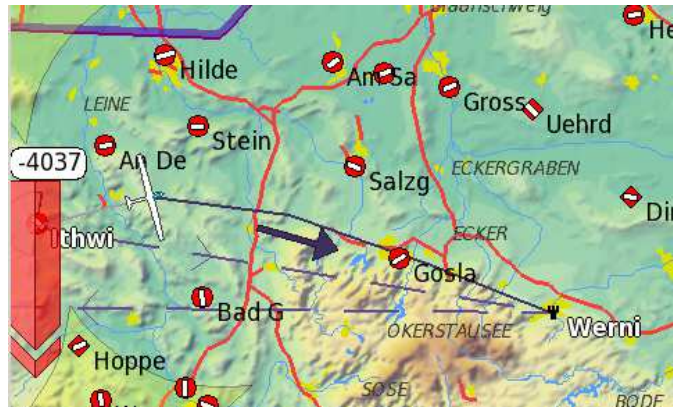 Braunschweig
Hilde
Am Sa
He
Gross
LEINE
Uehrd
Stein
An De
-4037
Salzg
ECKERGRABEN
Din
Ithwi
ECKER
Gosla
Bad G
Werni
OKERSTAUSEE
Hoppe
SOSE
BODE